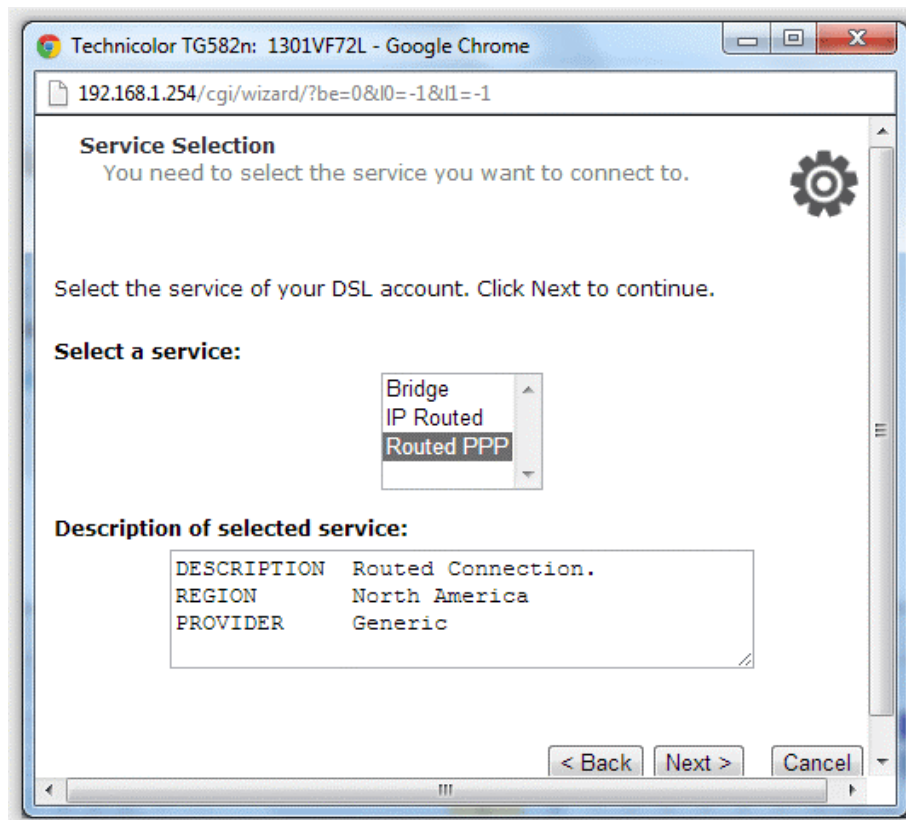 Technicolor TG582n: 1301VF72L - Google Chrome
192.168.1.254/cgi/wizard/?be=0&l0=-1&l1=-1
Service Selection
You need to select the service you want to connect to.
Select the service of your DSL account. Click Next to continue.
Select a service:
Bridge
IP Routed
Routed PPP
Description of selected service:
DESCRIPTION Routed Connection.
REGION North America
PROVIDER Generic
< Back Next > Cancel